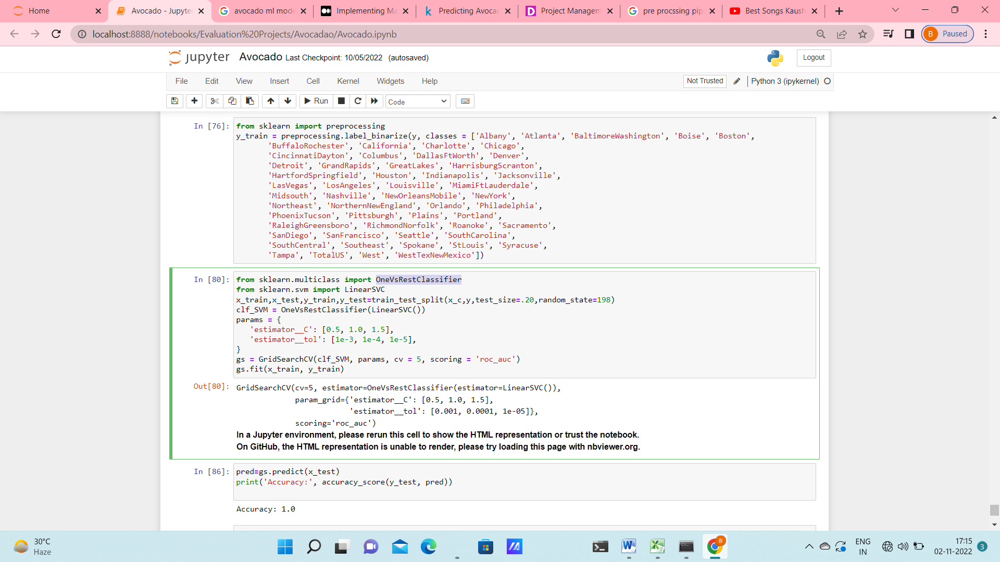 Home
Avocado - Jupyte
avocado ml mode
Implementing Ma
Predicting Avocad
Project Managem
pre procssing pip
Best Songs Kaush
localhost:8888/notebooks/Evaluation%20Projects/Avocadao/Avocado.ipynb
B Paused
jupyter Avocado Last Checkpoint: 10/05/2022 (autosaved)
Logout
File Edit View Insert Cell Kernel Widgets Help
Not Trusted Python 3 (ipykernel)
Run Code
In [76]: from sklearn import preprocessing
y_train = preprocessing.label_binarize(y, classes = ['Albany', 'Atlanta', 'BaltimoreWashington', 'Boise', 'Boston',
'BuffaloRochester', 'California', 'Charlotte', 'Chicago',
'CincinnatiDayton', 'Columbus', 'DallasFtWorth', 'Denver',
'Detroit', 'GrandRapids', 'GreatLakes', 'HarrisburgScranton',
'HartfordSpringfield', 'Houston', 'Indianapolis', 'Jacksonville',
'LasVegas', 'LosAngeles', 'Louisville', 'MiamiFtLauderdale',
'Midsouth', 'Nashville', 'NewOrleansMobile', 'NewYork',
'Northeast', 'NorthernNewEngland', 'Orlando', 'Philadelphia',
'PhoenixTucson', 'Pittsburgh', 'Plains', 'Portland',
'RaleighGreensboro', 'RichmondNorfolk', 'Roanoke', 'Sacramento',
'SanDiego', 'SanFrancisco', 'Seattle', 'SouthCarolina',
'SouthCentral', 'Southeast', 'Spokane', 'StLouis', 'Syracuse',
'Tampa', 'TotalUS', 'West', 'WestTexNewMexico'])
In [80]: from sklearn.multiclass import OneVsRestClassifier
from sklearn.svm import LinearSVC
x_train,x_test,y_train,y_test=train_test_split(x_c,y,test_size=.20,random_state=198)
clf_SVM = OneVsRestClassifier(LinearSVC())
params = {
'estimator__C': [0.5, 1.0, 1.5],
'estimator__tol': [1e-3, 1e-4, 1e-5],
}
gs = GridSearchCV(clf_SVM, params, cv = 5, scoring = 'roc_auc')
gs.fit(x_train, y_train)
Out[80]: GridSearchCV(cv=5, estimator=OneVsRestClassifier(estimator=LinearSVC()),
param_grid={'estimator__C': [0.5, 1.0, 1.5],
'estimator__tol': [0.001, 0.0001, 1e-05]},
scoring='roc_auc')
In a Jupyter environment, please rerun this cell to show the HTML representation or trust the notebook.
On GitHub, the HTML representation is unable to render, please try loading this page with nbviewer.org.
In [86]: pred=gs.predict(x_test)
print('Accuracy:', accuracy_score(y_test, pred))
Accuracy: 1.0
30°C
Haze
ENG
IN
17:15
02-11-2022
3